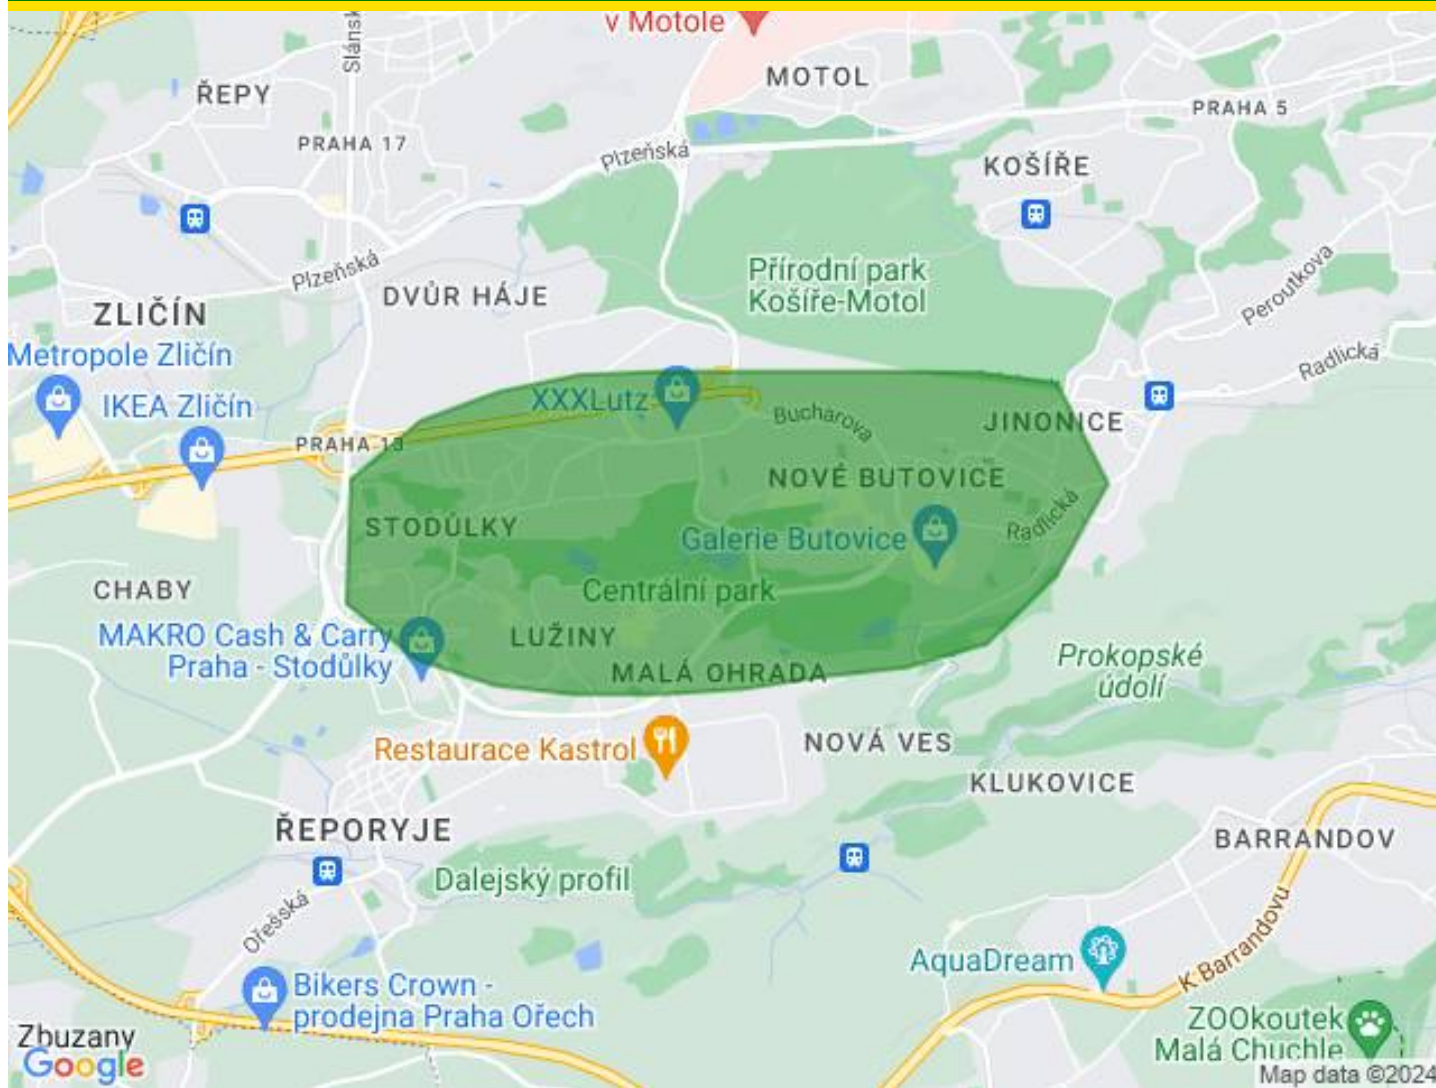 v Motole
Slánsk
MOTOL
ŘEPY
PRAHA 5
PRAHA 17
Plzeňská
KOŠÍŘE
Plzeňská
Přírodní park
Košíře-Motol
Peroutkova
DVŮR HÁJE
ZLIČÍN
Radlická
Metropole Zličín
XXXLutz
IKEA Zličín
Bucharova
JINONICE
PRAHA 13
NOVÉ BUTOVICE
STODŮLKY
Radlická
Galerie Butovice
CHABY
Centrální park
MAKRO Cash & Carry
Praha - Stodůlky
LUŽINY
MALÁ OHRADA
Prokopské
údolí
Restaurace Kastrol
NOVÁ VES
KLUKOVICE
ŘEPORYJE
BARRANDOV
Dalejský profil
Ořešská
AquaDream
K Barrandovu
Bikers Crown -
prodejna Praha Ořech
ZOOkoutek
Malá Chuchle
Zbuzany
Google
Map data ©2024